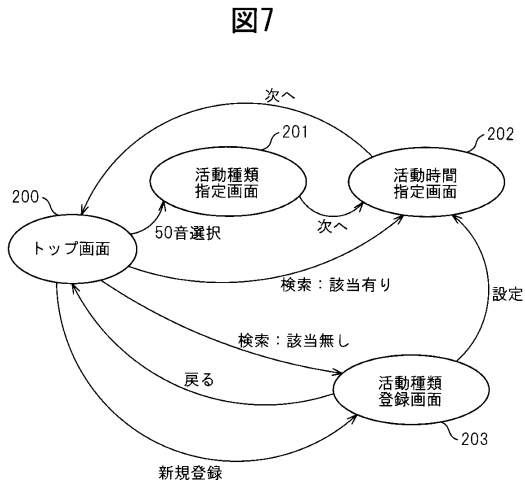 図7
次へ
201
202
活動種類
指定画面
活動時間
指定画面
200
トップ画面
50音選択
次へ
検索：該当有り
設定
検索：該当無し
戻る
活動種類
登録画面
203
新規登録